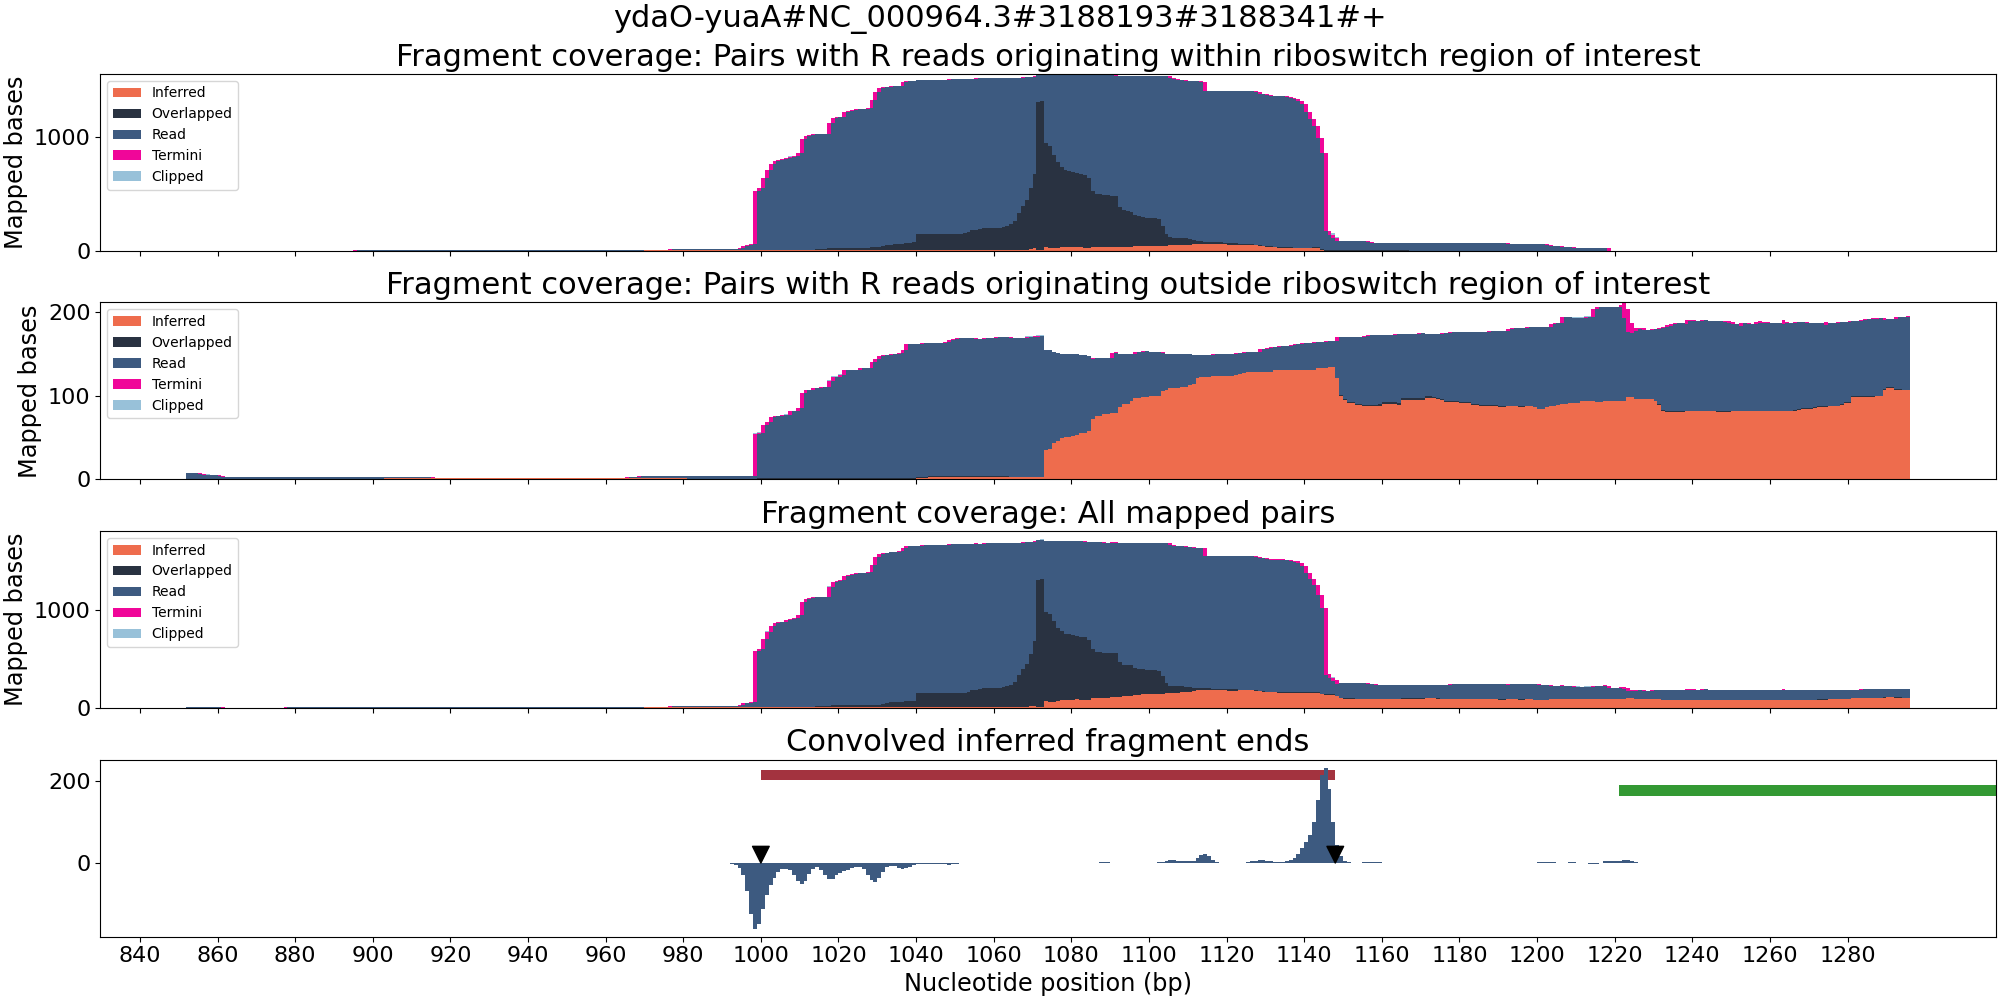 ydaO-yuaA#NC_000964.3#3188193#3188341#+
Fragment coverage: Pairs with R reads originating within riboswitch region of interest
Mapped bases
1000
0
Inferred
Overlapped
Read
Termini
Clipped
Fragment coverage: Pairs with R reads originating outside riboswitch region of interest
Mapped bases
200
100
0
Inferred
Overlapped
Read
Termini
Clipped
Fragment coverage: All mapped pairs
Mapped bases
1000
0
Inferred
Overlapped
Read
Termini
Clipped
Convolved inferred fragment ends
200
0
840 860 880 900 920 940 960 980 1000 1020 1040 1060 1080 1100 1120 1140 1160 1180 1200 1220 1240 1260 1280
Nucleotide position (bp)